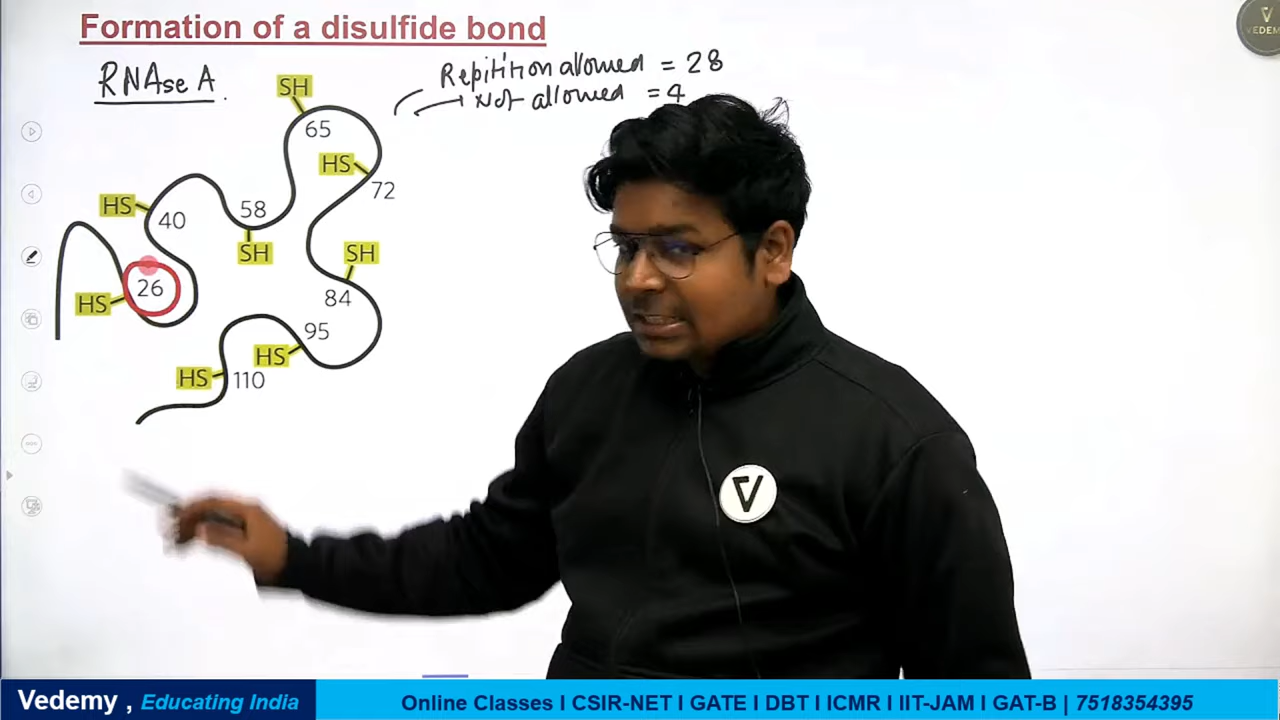 Formation of a disulfide bond
VEDEM
RNAse A.
Repitition allowed = 28
Not allowed = 4
SH
65
HS
72
HS
40
58
SH
SH
84
26
HS
95
HS
HS
110
V
Vedemy , Educating India
Online Classes I CSIR-NET I GATE I DBT I ICMR I IIT-JAM I GAT-B | 7518354395